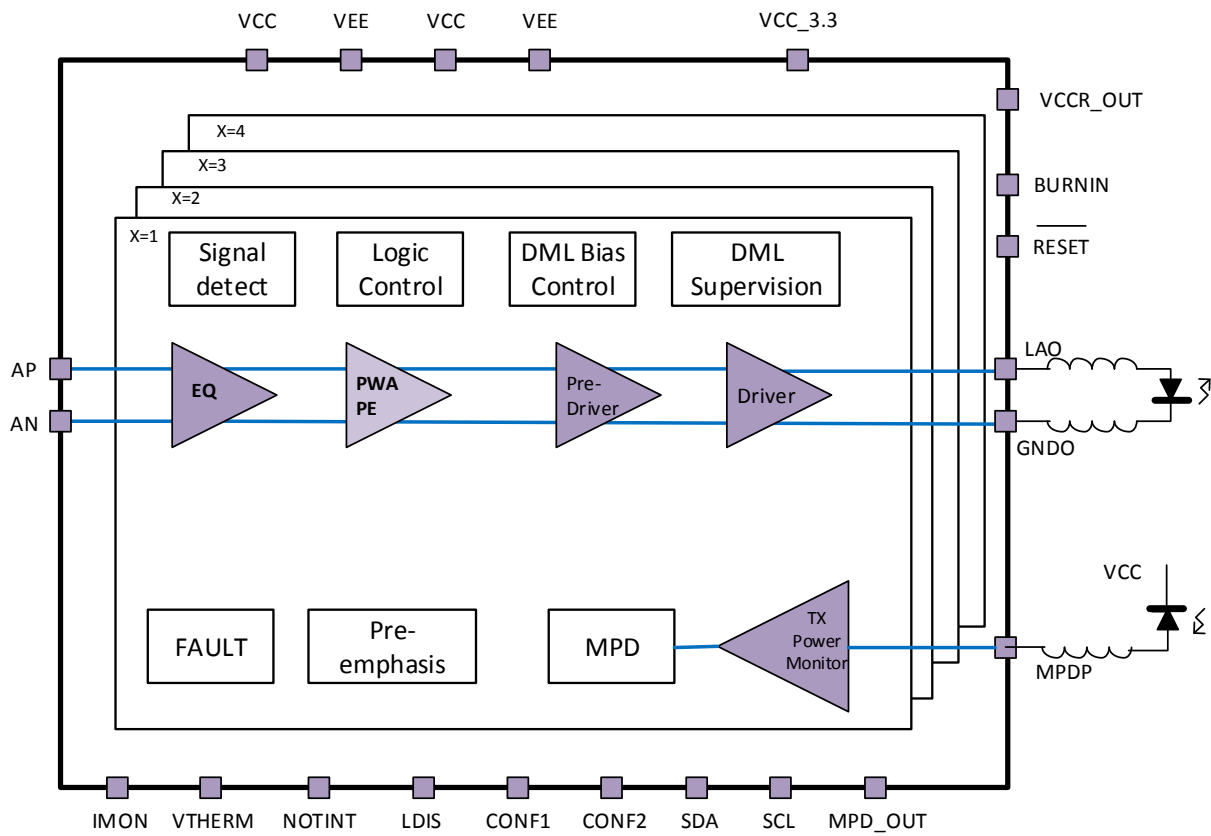 VCC VEE VCC VEE VCC_3.3
VCCR_OUT
X=4
X=3
BURNIN
X=2
X=1
Signal
detect
Logic
Control
DML Bias
Control
DML
Supervision
RESET
LAO
AP
EQ
PWA
PE
Pre-
Driver
Driver
AN
GNDO
VCC
FAULT
Pre-
emphasis
MPD
TX
Power
Monitor
MPDP
IMON VTHERM NOTINT LDIS CONF1 CONF2 SDA SCL MPD_OUT